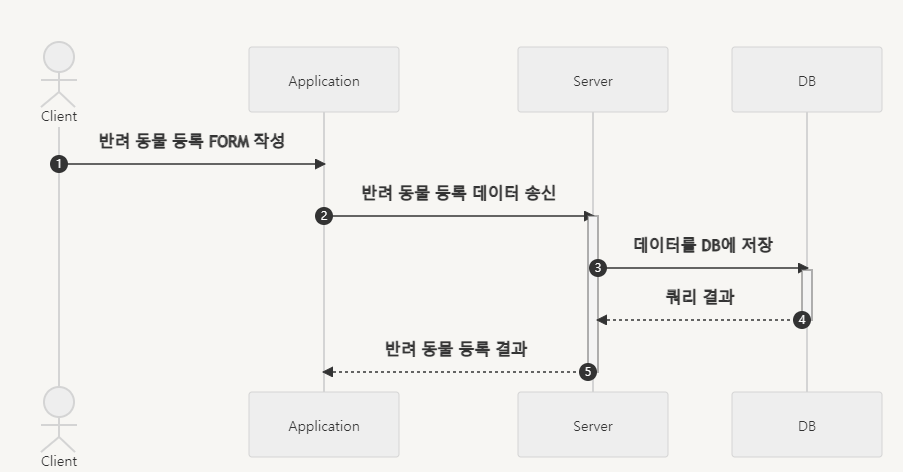 Application
Server
DB
Client
반려 동물 등록 FORM 작성
1
반려 동물 등록 데이터 송신
2
데이터를 DB에 저장
3
쿼리 결과
4
반려 동물 등록 결과
5
Application
Server
DB
Client